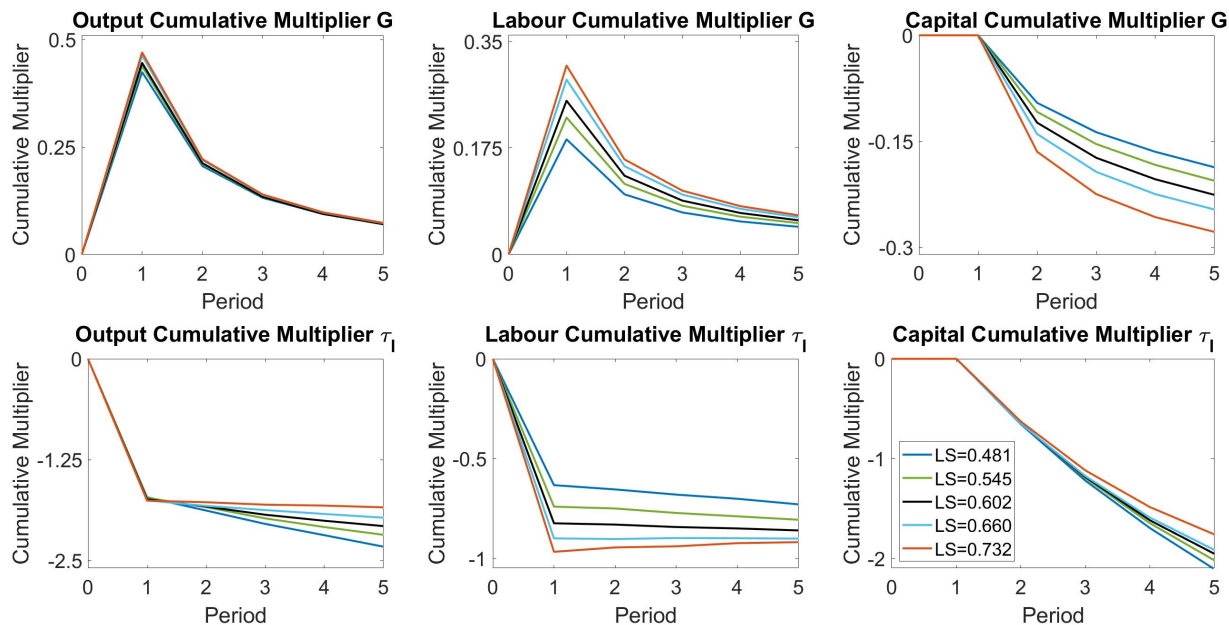 Output Cumulative Multiplier G
0.5
0.25
0
Cumulative Multiplier
0 1 2 3 4 5
Period
Labour Cumulative Multiplier G
0.35
0.175
0
Cumulative Multiplier
0 1 2 3 4 5
Period
Capital Cumulative Multiplier G
0
-0.15
-0.3
Cumulative Multiplier
0 1 2 3 4 5
Period
Output Cumulative Multiplier τ_l
0
-1.25
-2.5
Cumulative Multiplier
0 1 2 3 4 5
Period
Labour Cumulative Multiplier τ_l
0
-0.5
-1
Cumulative Multiplier
0 1 2 3 4 5
Period
Capital Cumulative Multiplier τ_l
0
-1
-2
Cumulative Multiplier
LS=0.481
LS=0.545
LS=0.602
LS=0.660
LS=0.732
0 1 2 3 4 5
Period